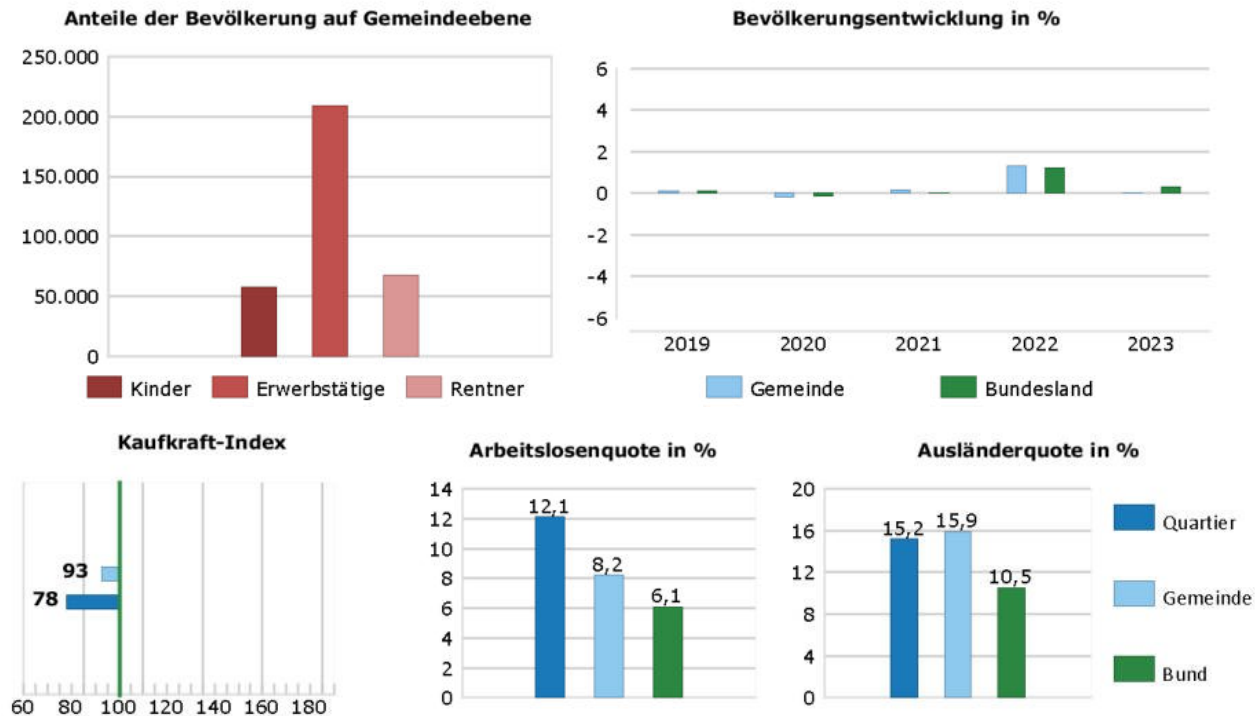 Anteile der Bevölkerung auf Gemeindeebene
250.000
200.000
150.000
100.000
50.000
0
Kinder Erwerbstätige Rentner
Bevölkerungsentwicklung in %
6
4
2
0
-2
-4
-6
2019 2020 2021 2022 2023
Gemeinde Bundesland
Kaufkraft-Index
93
78
60 80 100 120 140 160 180
Arbeitslosenquote in %
14
12
10
8
6
4
2
0
12,1
8,2
6,1
Ausländerquote in %
20
16
12
8
4
0
15,2
15,9
10,5
Quartier
Gemeinde
Bund